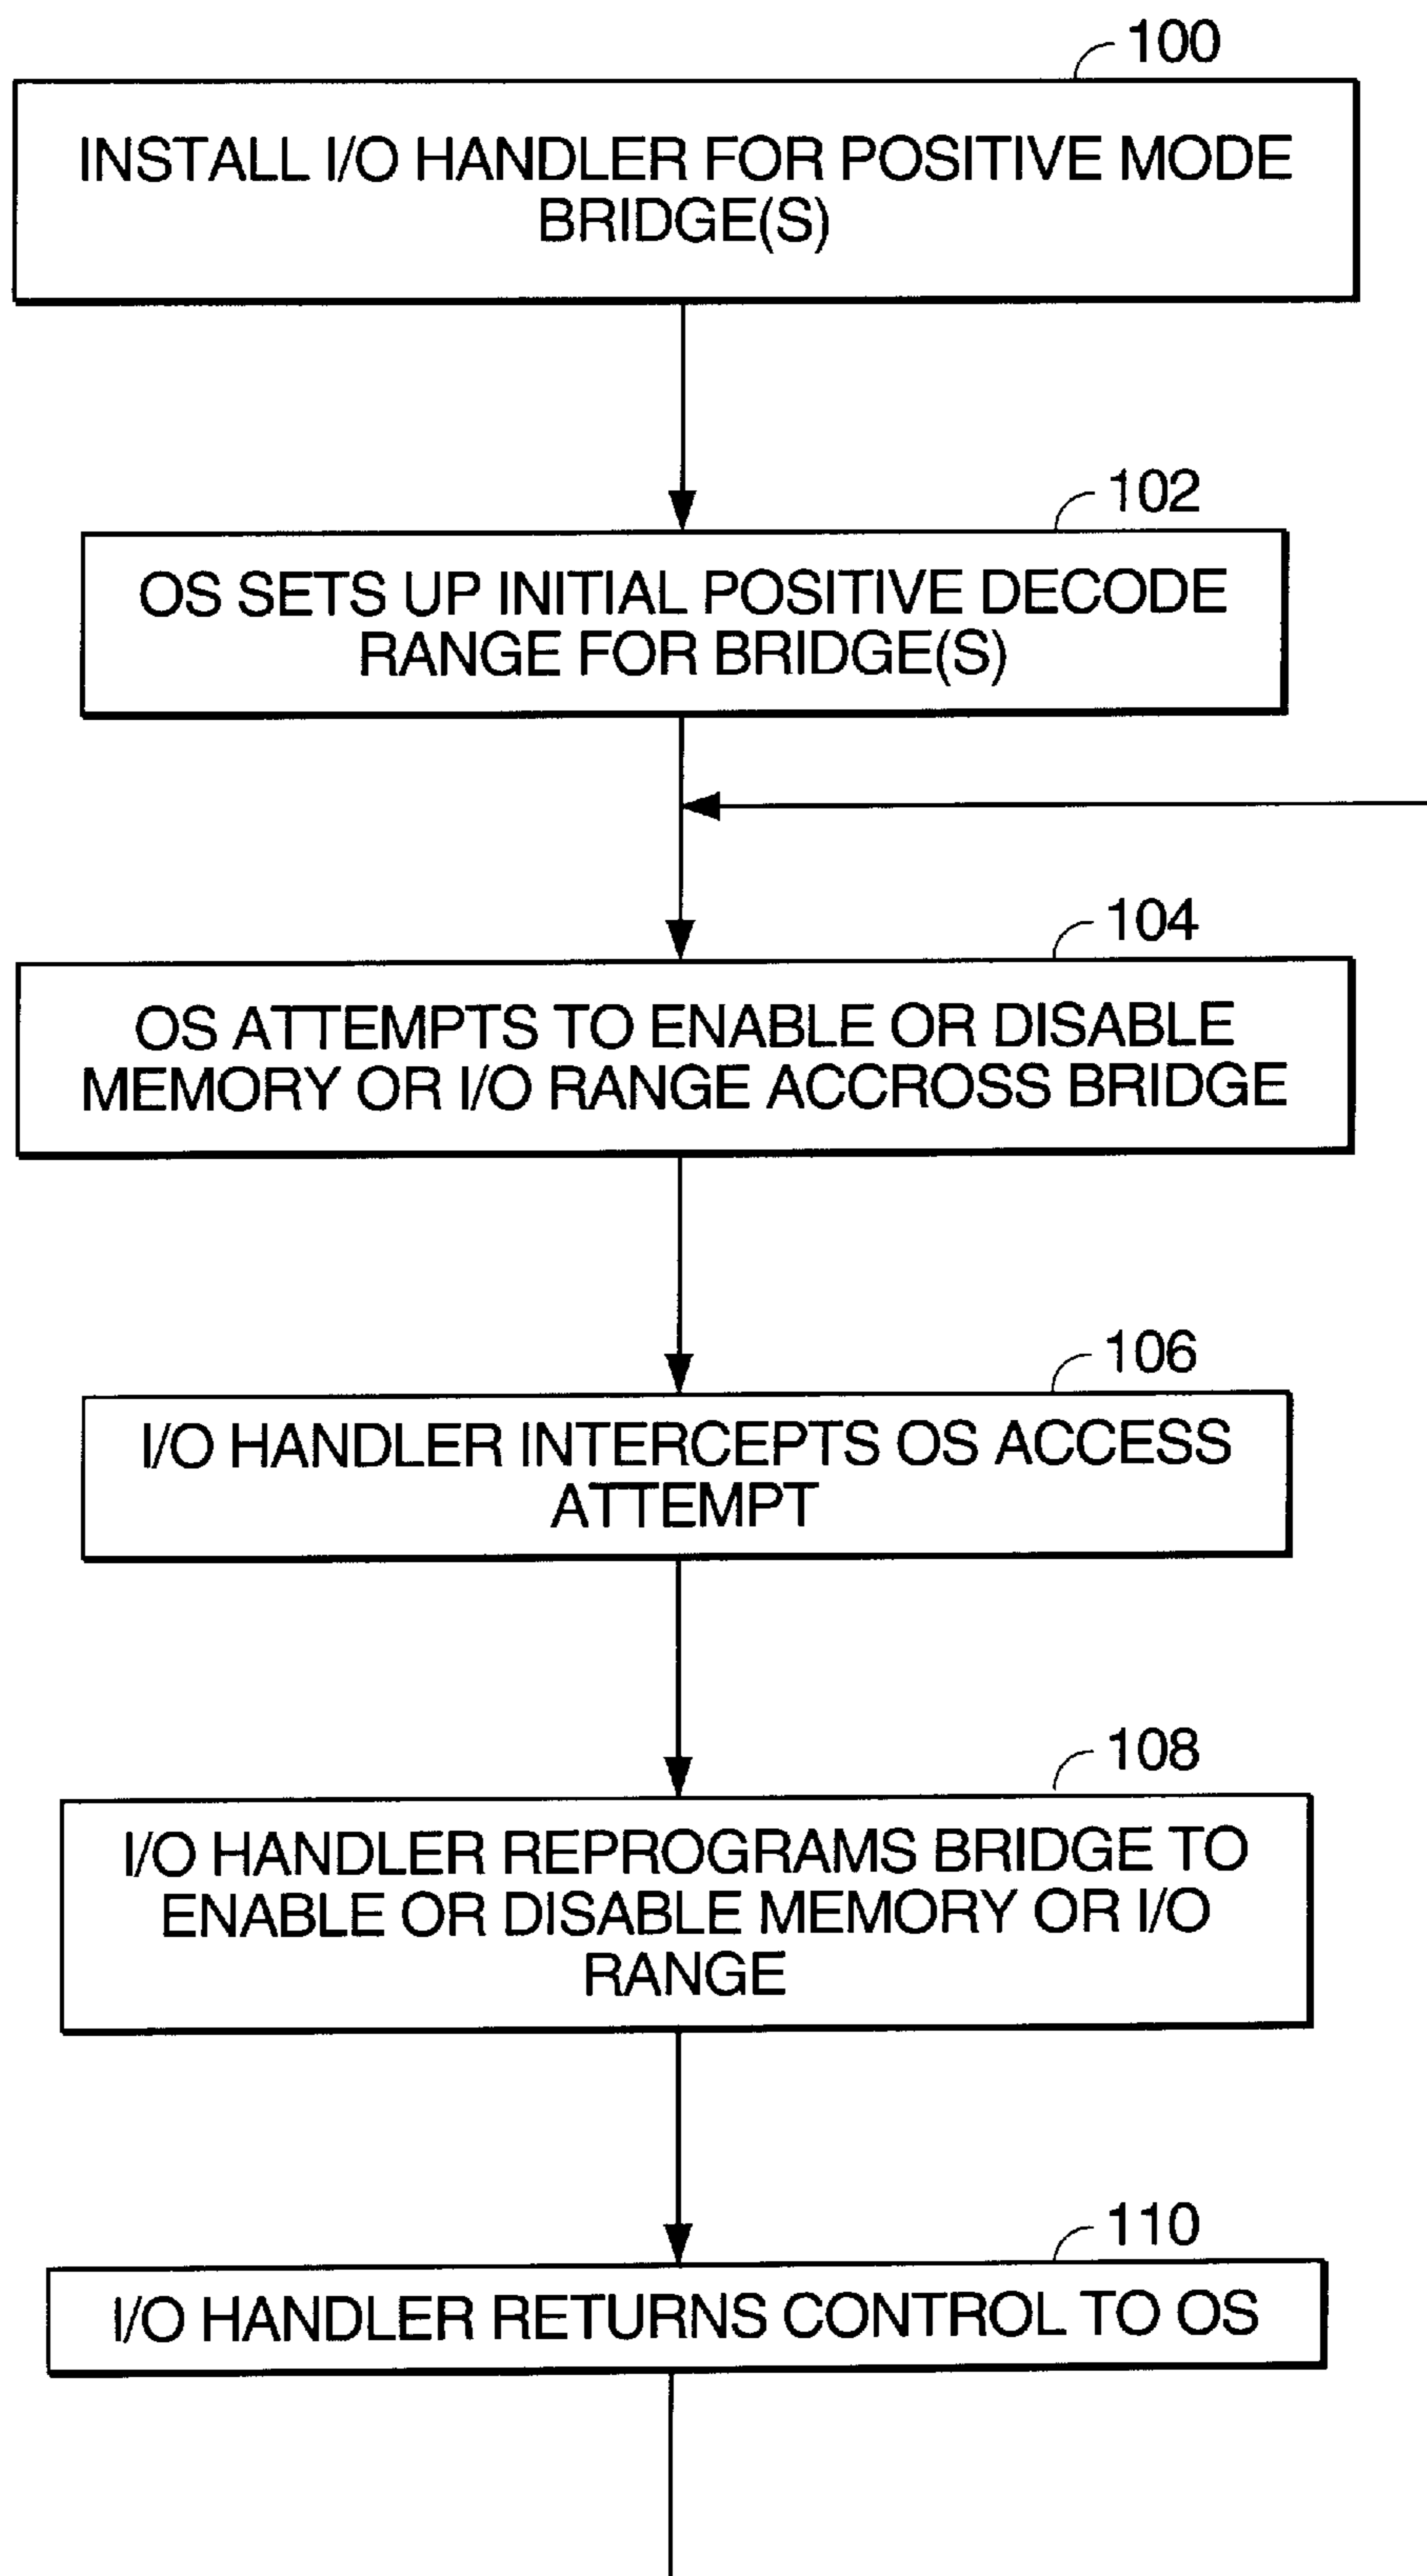 100
INSTALL I/O HANDLER FOR POSITIVE MODE
BRIDGE(S)
102
OS SETS UP INITIAL POSITIVE DECODE
RANGE FOR BRIDGE(S)
104
OS ATTEMPTS TO ENABLE OR DISABLE
MEMORY OR I/O RANGE ACCROSS BRIDGE
106
I/O HANDLER INTERCEPTS OS ACCESS
ATTEMPT
108
I/O HANDLER REPROGRAMS BRIDGE TO
ENABLE OR DISABLE MEMORY OR I/O
RANGE
110
I/O HANDLER RETURNS CONTROL TO OS